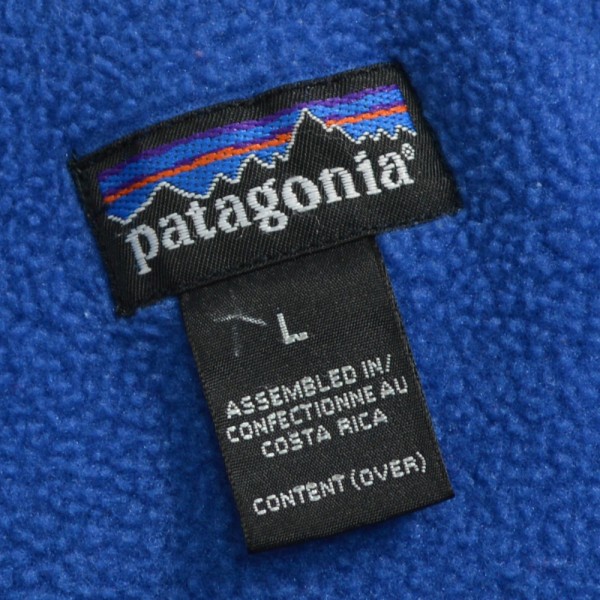 patagonia®
L
ASSEMBLED IN/
CONFECTIONNE AU
COSTA RICA
CONTENT (OVER)